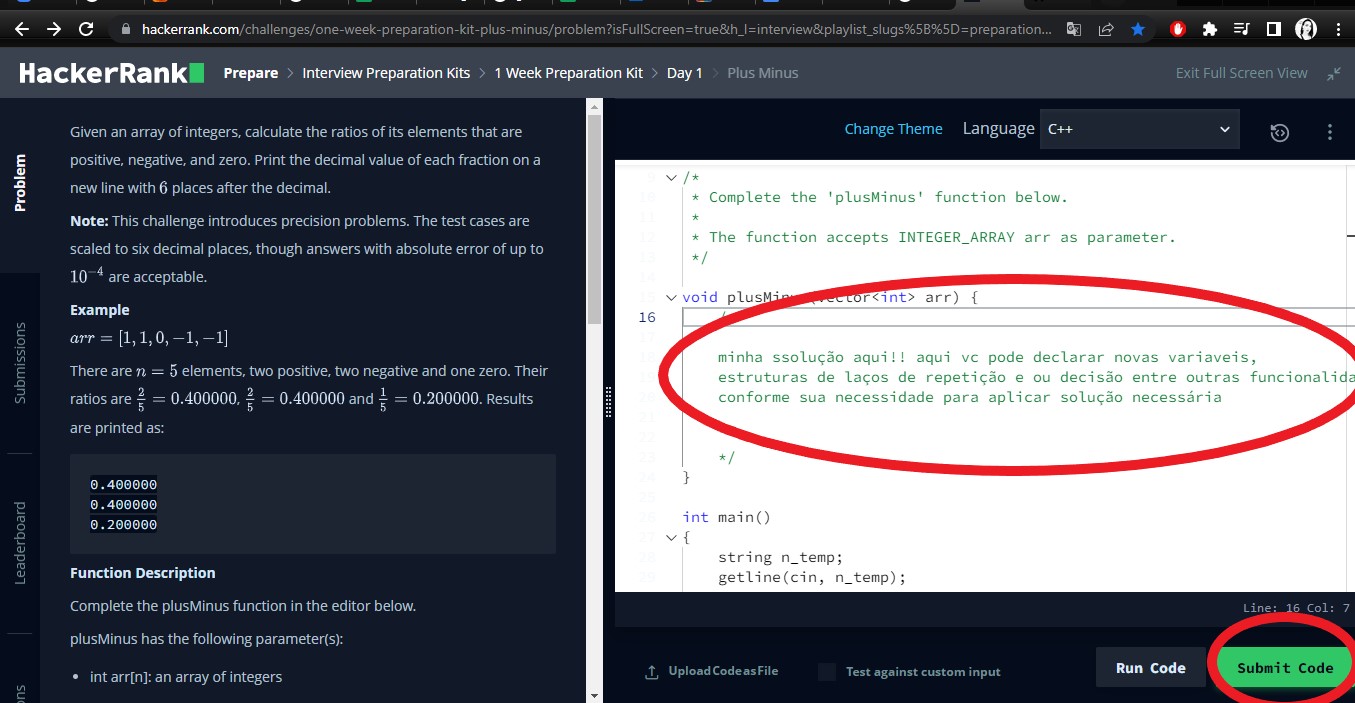 hackerrank.com/challenges/one-week-preparation-kit-plus-minus/problem?isFullScreen=true&h_l=interview&playlist_slugs%5B%5D=preparation...
HackerRank
Prepare > Interview Preparation Kits > 1 Week Preparation Kit > Day 1 > Plus Minus
Exit Full Screen View
Problem
Submissions
Leaderboard
Given an array of integers, calculate the ratios of its elements that are
positive, negative, and zero. Print the decimal value of each fraction on a
new line with 6 places after the decimal.
Note: This challenge introduces precision problems. The test cases are
scaled to six decimal places, though answers with absolute error of up to
10^−4 are acceptable.
Example
arr = [1, 1, 0, −1, −1]
There are n = 5 elements, two positive, two negative and one zero. Their
ratios are 2/5 = 0.400000, 2/5 = 0.400000 and 1/5 = 0.200000. Results
are printed as:
0.400000
0.400000
0.200000
Function Description
Complete the plusMinus function in the editor below.
plusMinus has the following parameter(s):
• int arr[n]: an array of integers
Change Theme
Language
C++
9 /*
10 * Complete the 'plusMinus' function below.
11 *
12 * The function accepts INTEGER_ARRAY arr as parameter.
13 */
14
15 void plusMinus(vector<int> arr) {
16
minha ssolução aqui!! aqui vc pode declarar novas variaveis,
estruturas de laços de repetição e ou decisão entre outras funcionalida
conforme sua necessidade para aplicar solução necessária
22
23 */
24 }
25
26 int main()
27 {
28 string n_temp;
29 getline(cin, n_temp);
Line: 16 Col: 7
Upload Code as File
Test against custom input
Run Code
Submit Code